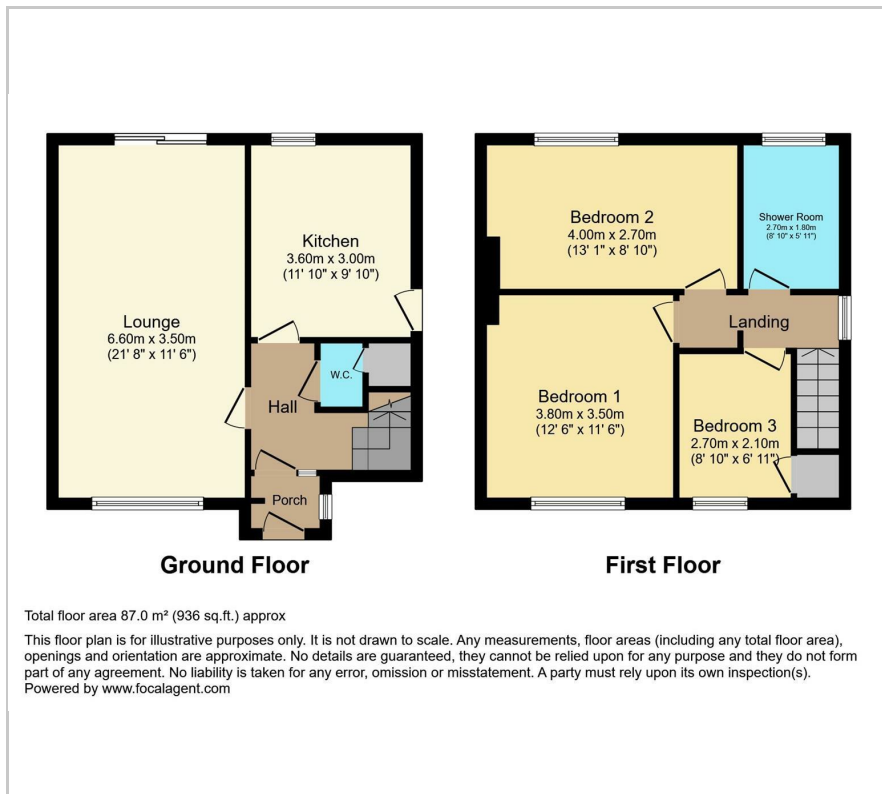 Lounge
6.60m x 3.50m
(21' 8" x 11' 6")
Kitchen
3.60m x 3.00m
(11' 10" x 9' 10")
W.C.
Hall
Porch
Ground Floor
Bedroom 2
4.00m x 2.70m
(13' 1" x 8' 10")
Shower Room
2.70m x 1.80m
(8' 10" x 5' 11")
Landing
Bedroom 1
3.80m x 3.50m
(12' 6" x 11' 6")
Bedroom 3
2.70m x 2.10m
(8' 10" x 6' 11")
First Floor
Total floor area 87.0 m² (936 sq.ft.) approx
This floor plan is for illustrative purposes only. It is not drawn to scale. Any measurements, floor areas (including any total floor area),
openings and orientation are approximate. No details are guaranteed, they cannot be relied upon for any purpose and they do not form
part of any agreement. No liability is taken for any error, omission or misstatement. A party must rely upon its own inspection(s).
Powered by www.focalagent.com